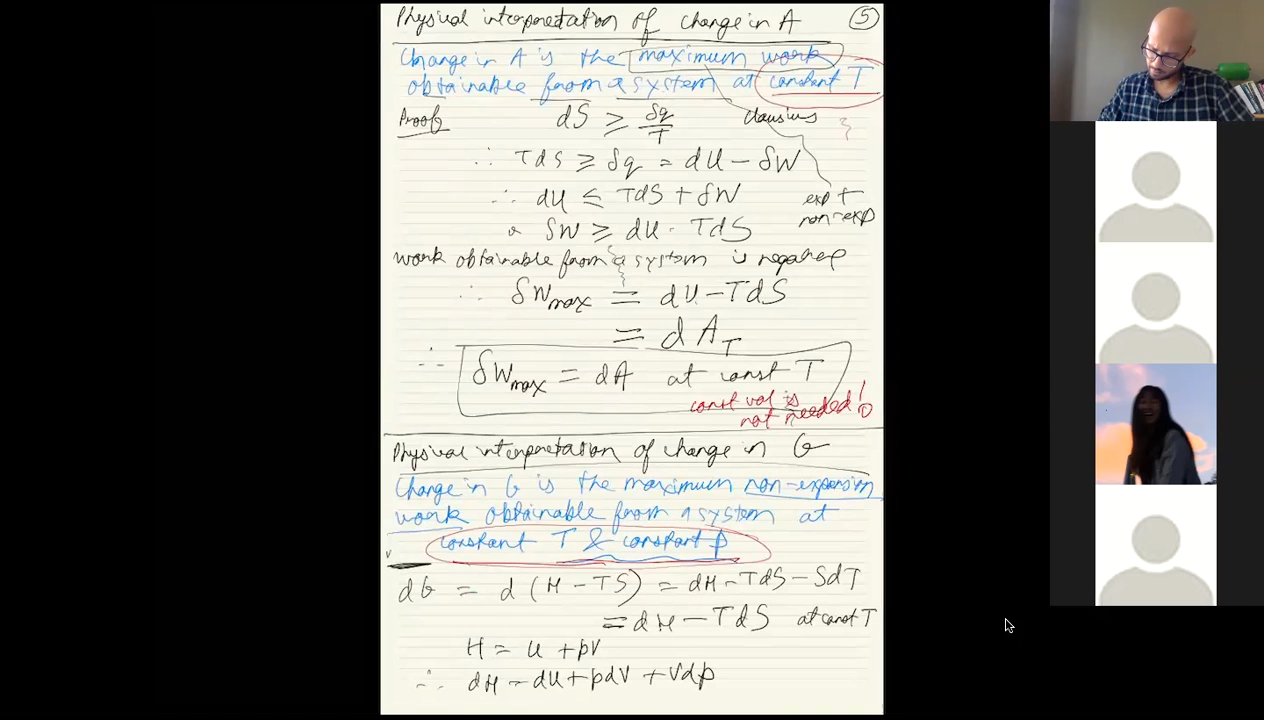 Physical interpretation of change in A ⑤
Change in A is the maximum work
obtainable from a system at constant T
Proof dS ≥ δq/T Clausius
∴ TdS ≥ δq = dU - δW
∴ dU ≤ TdS + δW exp +
δW ≥ dU - TdS non-exp
work obtainable from a system is negative
∴ δWmax = dU - TdS
= dA_T
∴ δWmax = dA at const T
const vol is
not needed!
Physical interpretation of change in G
Change in G is the maximum non-expansion
work obtainable from a system at
constant T & constant p
dG = d(H - TS) = dH - TdS - SdT
= dH - TdS at const T
H = U + pV
∴ dH = dU + pdV + Vdp